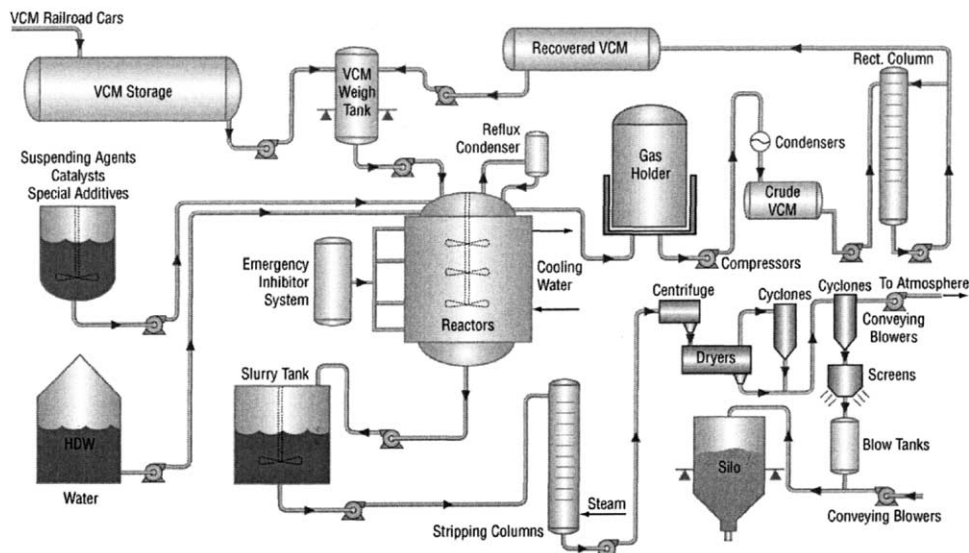 VCM Railroad Cars
VCM Storage
VCM
Weigh
Tank
Recovered VCM
Rect. Column
Suspending Agents
Catalysts
Special Additives
Reflux
Condenser
Gas
Holder
Condensers
Crude
VCM
Emergency
Inhibitor
System
Reactors
Cooling
Water
Compressors
Centrifuge
Cyclones
Cyclones
To Atmosphere
Conveying
Blowers
Dryers
Screens
Slurry Tank
HDW
Water
Silo
Blow Tanks
Steam
Stripping Columns
Conveying Blowers